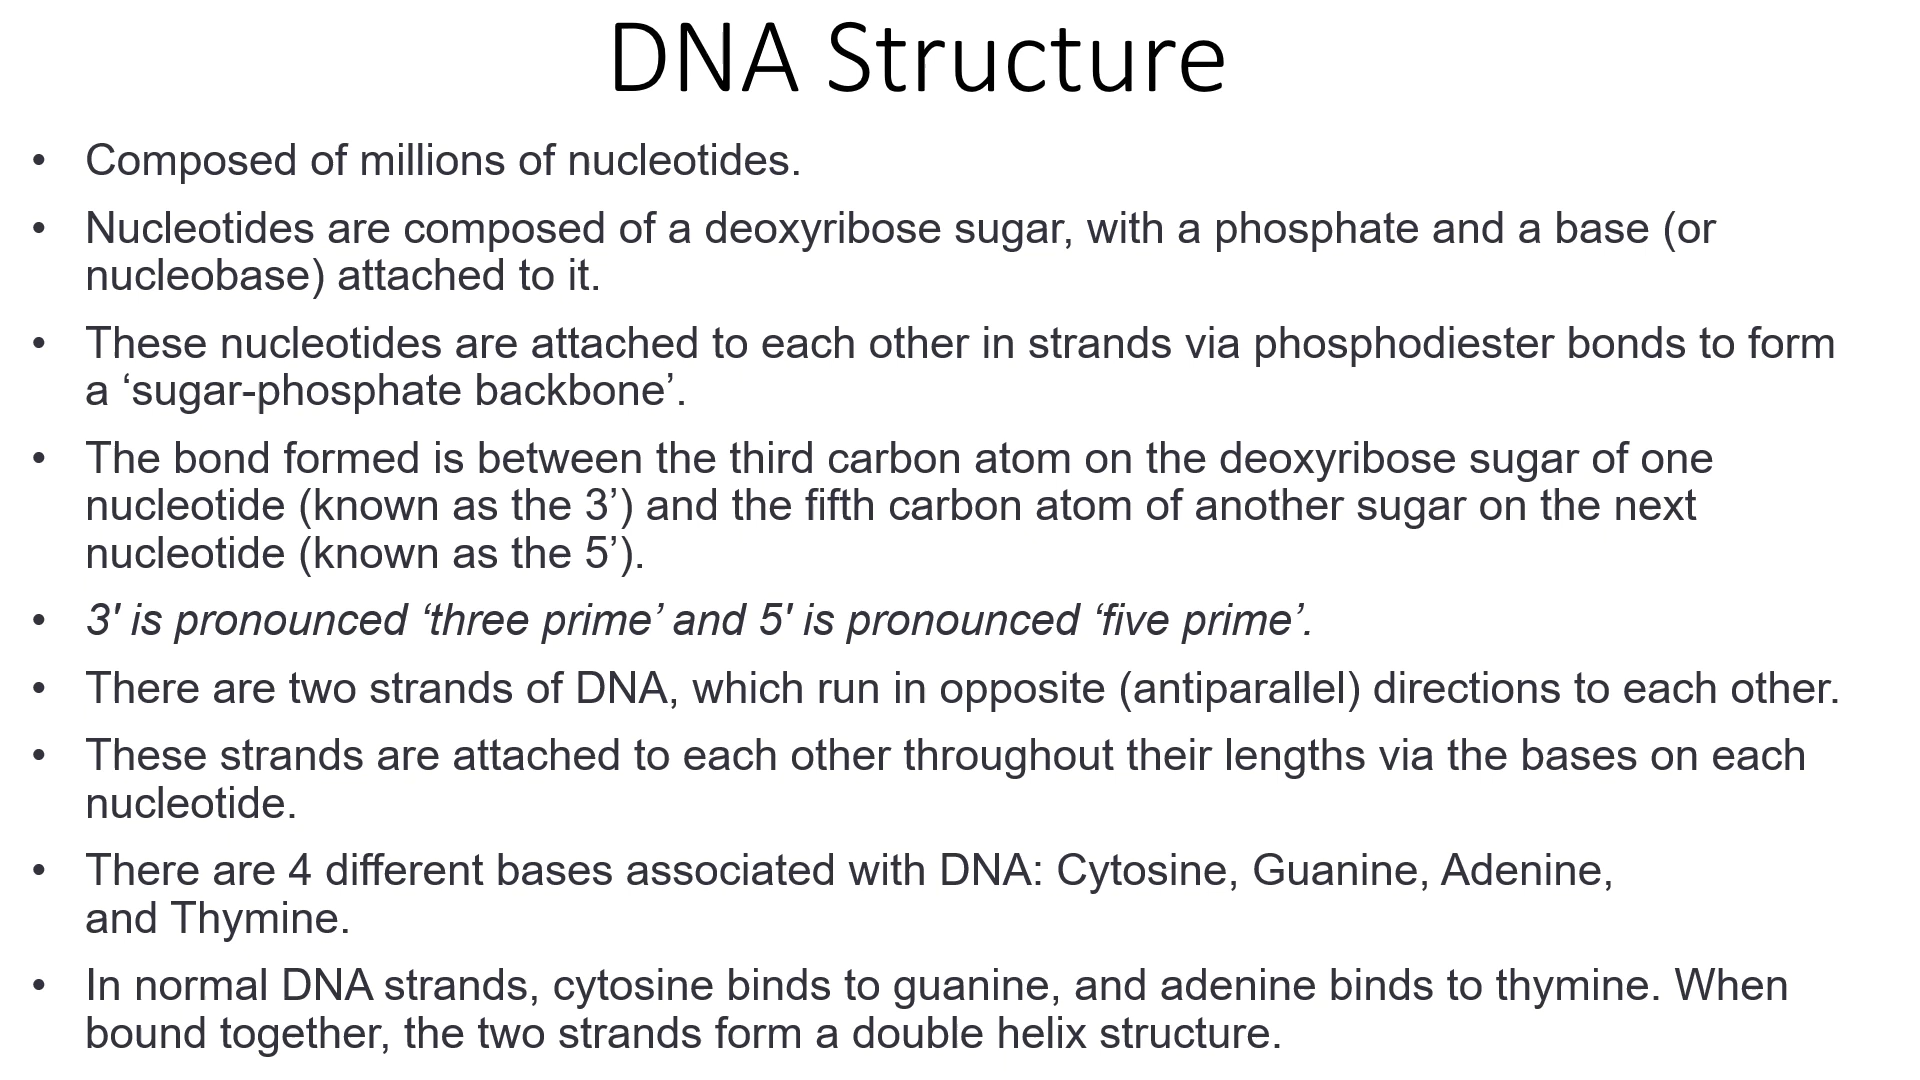 DNA Structure
• Composed of millions of nucleotides.
• Nucleotides are composed of a deoxyribose sugar, with a phosphate and a base (or
nucleobase) attached to it.
• These nucleotides are attached to each other in strands via phosphodiester bonds to form
a ‘sugar-phosphate backbone’.
• The bond formed is between the third carbon atom on the deoxyribose sugar of one
nucleotide (known as the 3’) and the fifth carbon atom of another sugar on the next
nucleotide (known as the 5’).
• 3' is pronounced ‘three prime’ and 5' is pronounced ‘five prime’.
• There are two strands of DNA, which run in opposite (antiparallel) directions to each other.
• These strands are attached to each other throughout their lengths via the bases on each
nucleotide.
• There are 4 different bases associated with DNA: Cytosine, Guanine, Adenine,
and Thymine.
• In normal DNA strands, cytosine binds to guanine, and adenine binds to thymine. When
bound together, the two strands form a double helix structure.